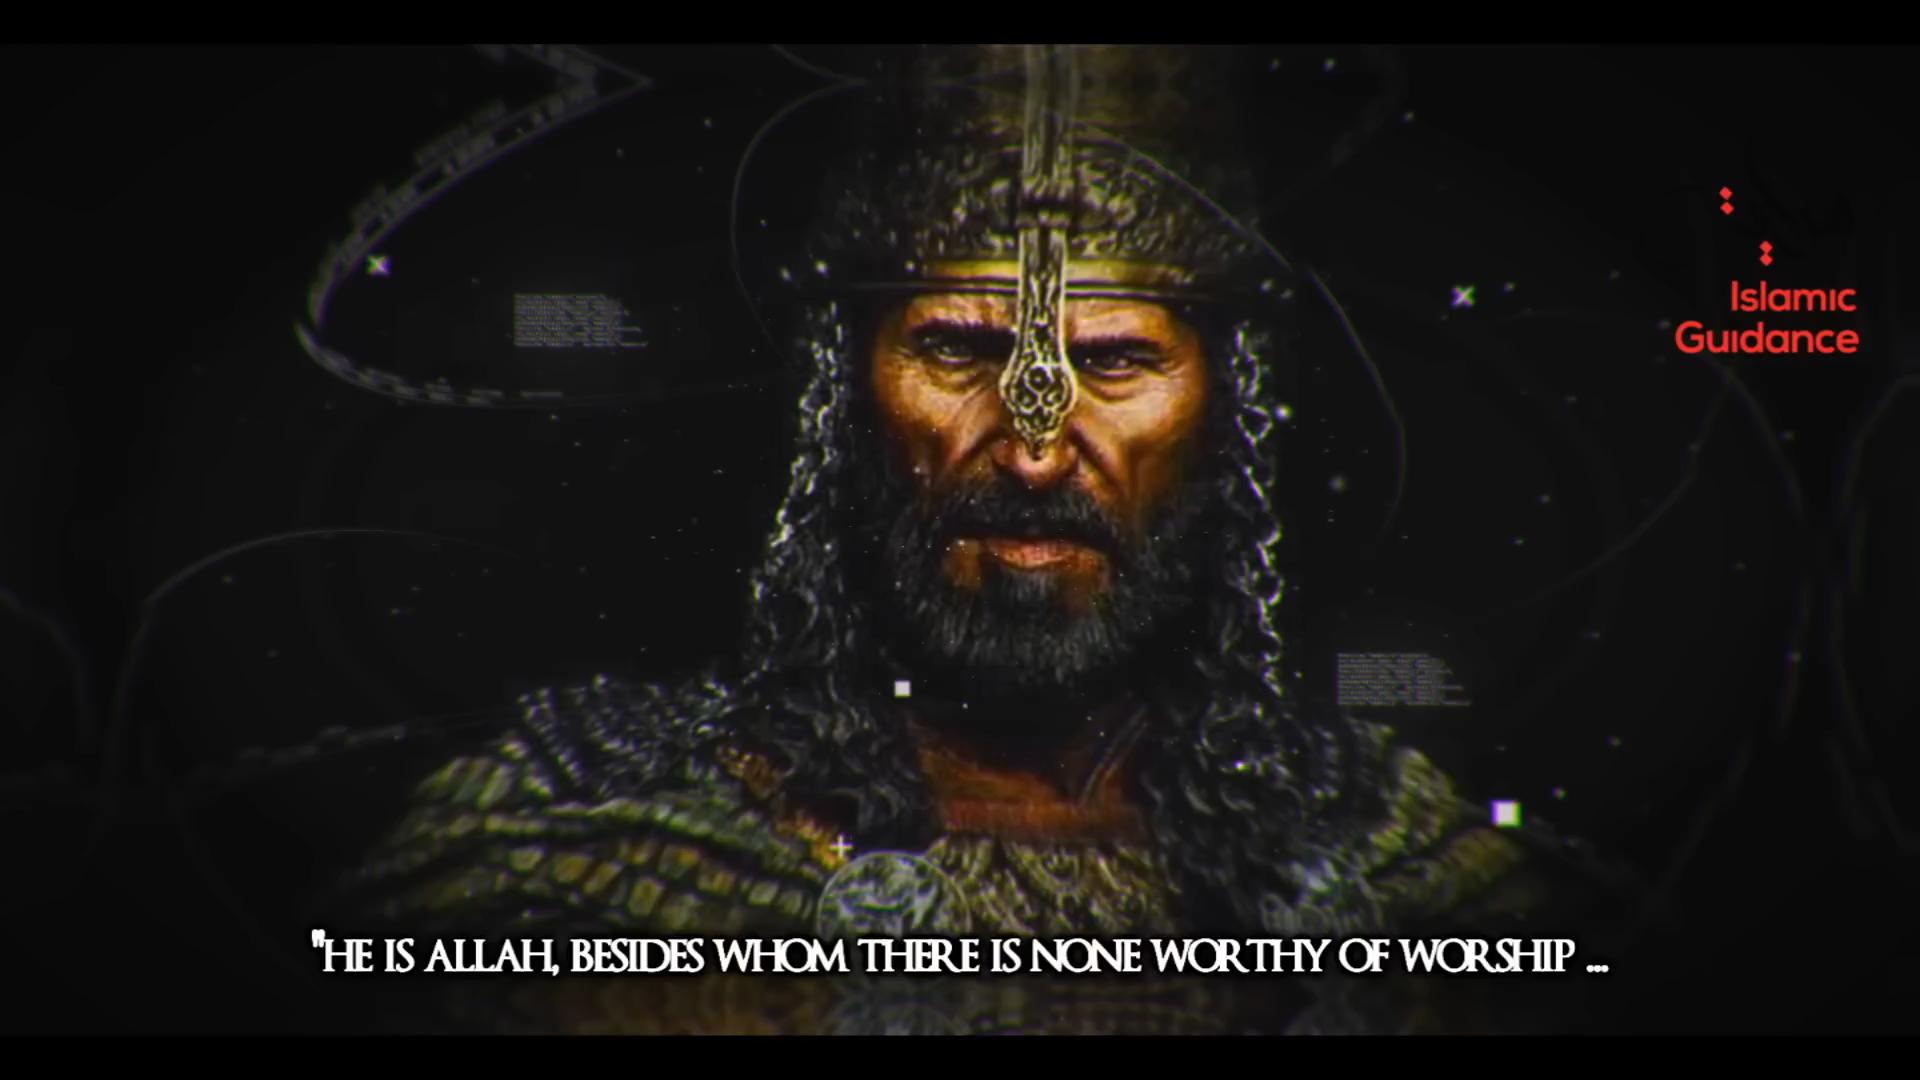 Islamic
Guidance
"HE IS ALLAH, BESIDES WHOM THERE IS NONE WORTHY OF WORSHIP ...